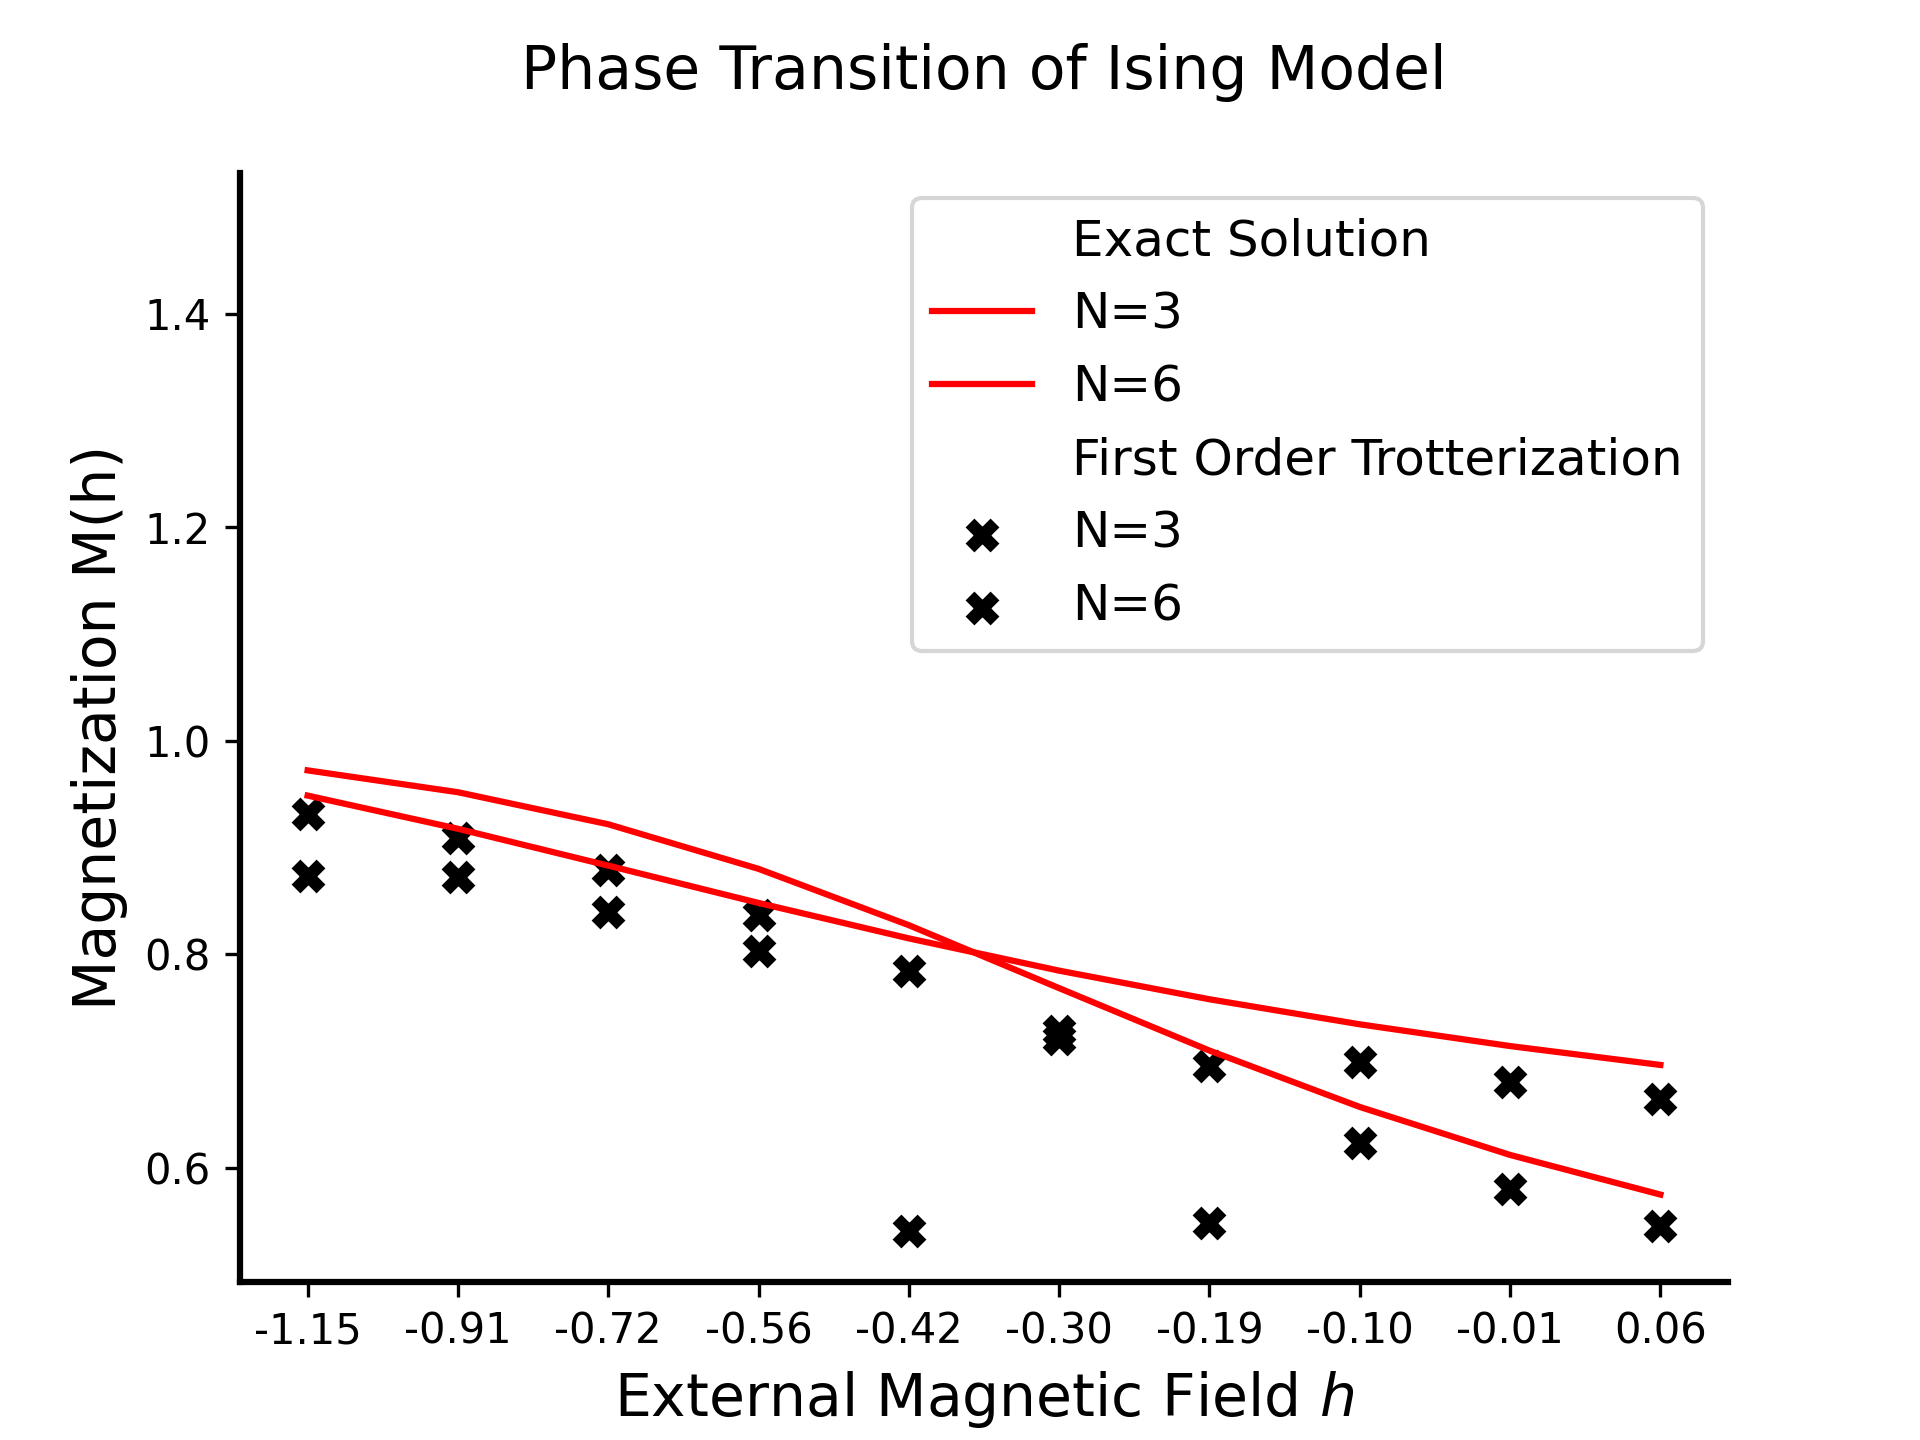 Phase Transition of Ising Model
Exact Solution
N=3
N=6
First Order Trotterization
N=3
N=6
Magnetization M(h)
1.4
1.2
1.0
0.8
0.6
-1.15 -0.91 -0.72 -0.56 -0.42 -0.30 -0.19 -0.10 -0.01 0.06
External Magnetic Field h